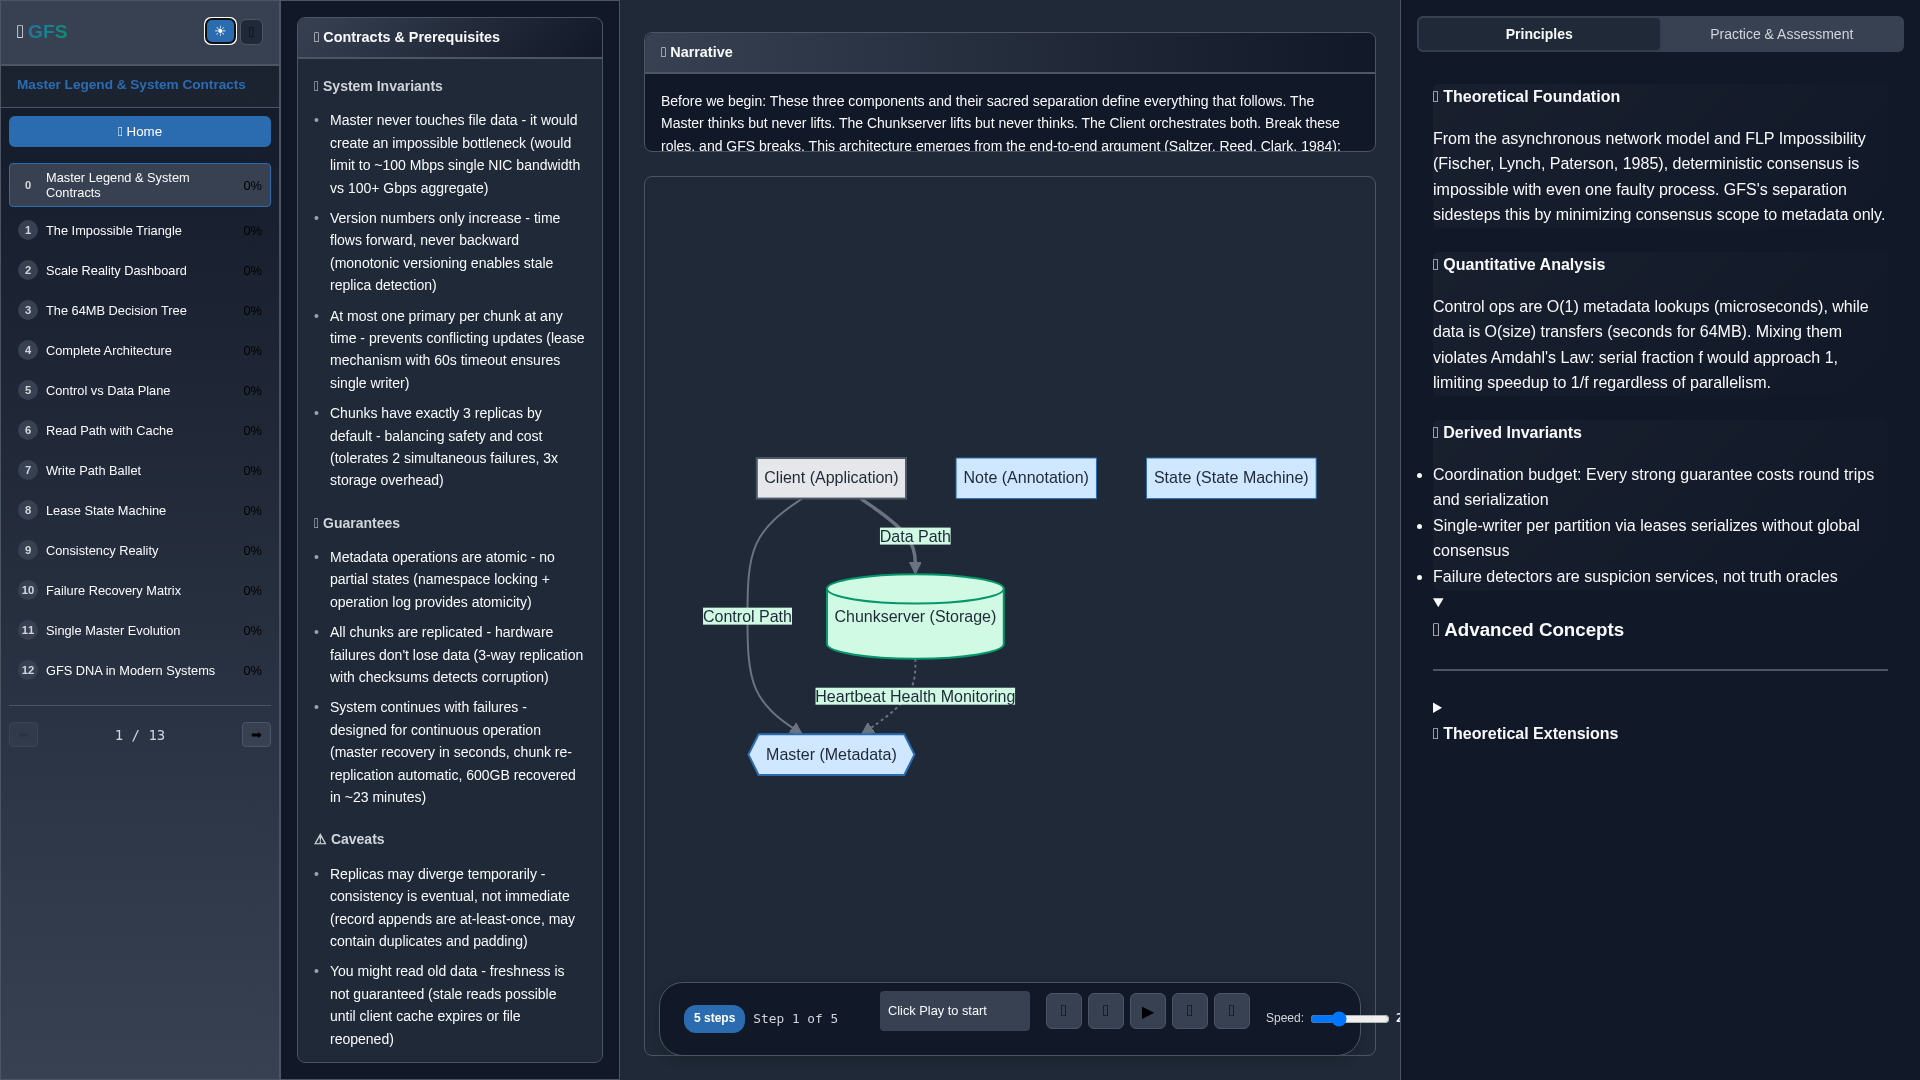 GFS
Master Legend & System Contracts
Home
0 Master Legend & System Contracts 0%
1 The Impossible Triangle 0%
2 Scale Reality Dashboard 0%
3 The 64MB Decision Tree 0%
4 Complete Architecture 0%
5 Control vs Data Plane 0%
6 Read Path with Cache 0%
7 Write Path Ballet 0%
8 Lease State Machine 0%
9 Consistency Reality 0%
10 Failure Recovery Matrix 0%
11 Single Master Evolution 0%
12 GFS DNA in Modern Systems 0%
1 / 13
Contracts & Prerequisites
System Invariants
• Master never touches file data - it would
create an impossible bottleneck (would
limit to ~100 Mbps single NIC bandwidth
vs 100+ Gbps aggregate)
• Version numbers only increase - time
flows forward, never backward
(monotonic versioning enables stale
replica detection)
• At most one primary per chunk at any
time - prevents conflicting updates (lease
mechanism with 60s timeout ensures
single writer)
• Chunks have exactly 3 replicas by
default - balancing safety and cost
(tolerates 2 simultaneous failures, 3x
storage overhead)
Guarantees
• Metadata operations are atomic - no
partial states (namespace locking +
operation log provides atomicity)
• All chunks are replicated - hardware
failures don't lose data (3-way replication
with checksums detects corruption)
• System continues with failures -
designed for continuous operation
(master recovery in seconds, chunk re-
replication automatic, 600GB recovered
in ~23 minutes)
⚠ Caveats
• Replicas may diverge temporarily -
consistency is eventual, not immediate
(record appends are at-least-once, may
contain duplicates and padding)
• You might read old data - freshness is
not guaranteed (stale reads possible
until client cache expires or file
reopened)
Narrative
Before we begin: These three components and their sacred separation define everything that follows. The
Master thinks but never lifts. The Chunkserver lifts but never thinks. The Client orchestrates both. Break these
roles, and GFS breaks. This architecture emerges from the end-to-end argument (Saltzer, Reed, Clark, 1984):
Client (Application)
Note (Annotation)
State (State Machine)
Data Path
Control Path
Chunkserver (Storage)
Heartbeat Health Monitoring
Master (Metadata)
5 steps
Step 1 of 5
Click Play to start
Speed:
Principles
Practice & Assessment
Theoretical Foundation
From the asynchronous network model and FLP Impossibility
(Fischer, Lynch, Paterson, 1985), deterministic consensus is
impossible with even one faulty process. GFS's separation
sidesteps this by minimizing consensus scope to metadata only.
Quantitative Analysis
Control ops are O(1) metadata lookups (microseconds), while
data is O(size) transfers (seconds for 64MB). Mixing them
violates Amdahl's Law: serial fraction f would approach 1,
limiting speedup to 1/f regardless of parallelism.
Derived Invariants
• Coordination budget: Every strong guarantee costs round trips
and serialization
• Single-writer per partition via leases serializes without global
consensus
• Failure detectors are suspicion services, not truth oracles
Advanced Concepts
Theoretical Extensions